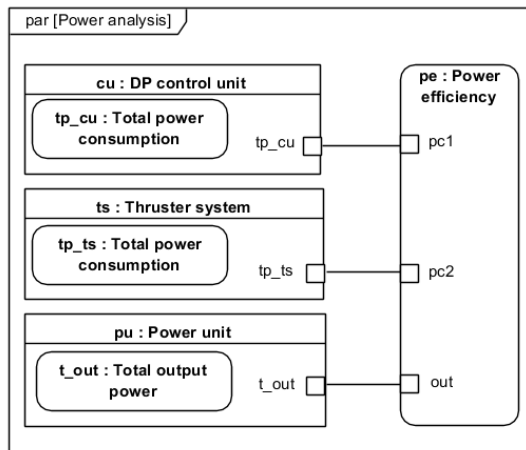 par [Power analysis]
cu : DP control unit
tp_cu : Total power
consumption
tp_cu
ts : Thruster system
tp_ts : Total power
consumption
tp_ts
pu : Power unit
t_out : Total output
power
t_out
pe : Power
efficiency
pc1
pc2
out